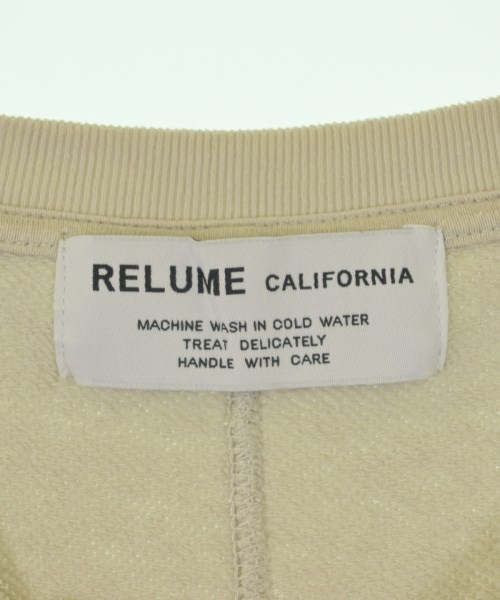 RELUME CALIFORNIA
MACHINE WASH IN COLD WATER
TREAT DELICATELY
HANDLE WITH CARE